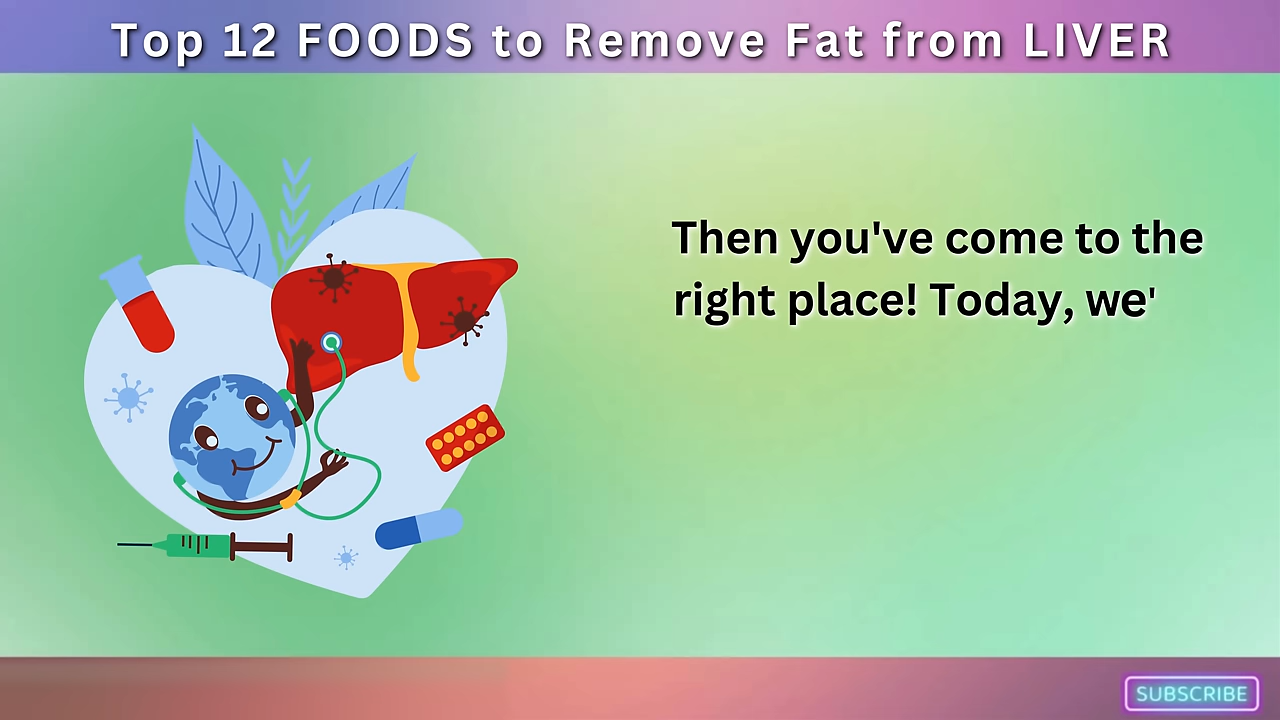 Top 12 FOODS to Remove Fat from LIVER
Then you've come to the
right place! Today, we'
SUBSCRIBE